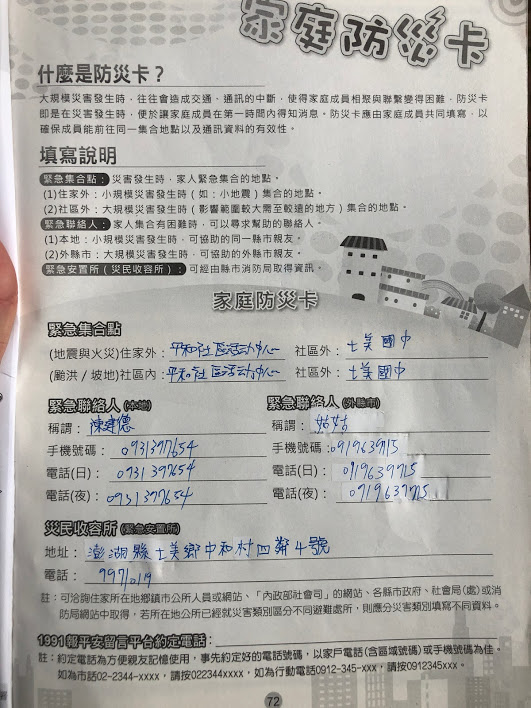 家庭防災卡
什麼是防災卡？
大規模災害發生時，往往會造成交通、通訊的中斷，使得家庭成員相聚與聯繫變得困難，防災卡
即是在災害發生時，便於讓家庭成員在第一時間內得知消息。防災卡應由家庭成員共同填寫，以
確保成員能前往同一集合地點以及通訊資料的有效性。
填寫說明
緊急集合點：災害發生時，家人緊急集合的地點。
(1)住家外：小規模災害發生時（如：小地震）集合的地點。
(2)社區外：大規模災害發生時（影響範圍較大需至較遠的地方）集合的地點。
緊急聯絡人：家人集合有困難時，可以尋求幫助的聯絡人。
(1)本地：小規模災害發生時，可協助的同一縣市親友。
(2)外縣市：大規模災害發生時，可協助的外縣市親友。
緊急安置所（災民收容所）：可經由縣市消防局取得資訊。
家庭防災卡
緊急集合點
(地震與火災)住家外：平和社區活动中心 社區外：七美國中
(颱洪／坡地)社區內：平和社區活动中心 社區外：七美國中
緊急聯絡人(本地) 緊急聯絡人(外縣市)
稱謂：陳建德 稱謂：姑姑
手機號碼：0931397654 手機號碼：0919639715
電話(日)：0931397654 電話(日)：0919639715
電話(夜)：0931397654 電話(夜)：0919639715
災民收容所(緊急安置所)
地址：澎湖縣七美鄉中和村四鄰4號
電話：9971019
註：可洽詢住家所在地鄉鎮市公所人員或網站、「內政部社會司」的網站、各縣市政府、社會局(處)或消
防局網站中取得，若所在地公所已經就災害類別區分不同避難處所，則應分災害類別填寫不同資料。
1991報平安留言平台約定電話：
註：約定電話為方便親友記憶使用，事先約定好的電話號碼，以家戶電話(含區域號碼)或手機號碼為佳。
如為市話02-2344-xxxx，請按022344xxxx，如為行動電話0912-345-xxx，請按0912345xxx。
72